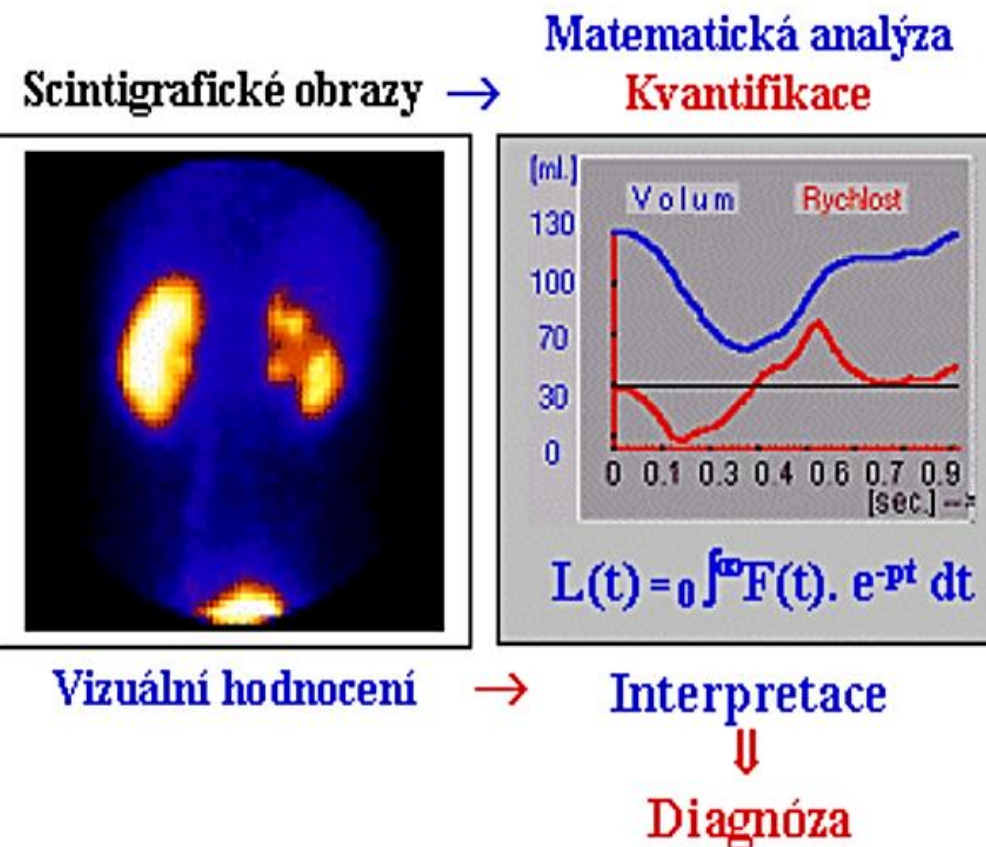 Matematická analýza
Scintigrafické obrazy → Kvantifikace
[ml.]
Volum Rychlost
130
100
70
30
0
0 0.1 0.3 0.4 0.6 0.7 0.9
[sec.] -->
L(t) = ₀∫∞F(t). e-pt dt
Vizuální hodnocení → Interpretace
⇓
Diagnóza